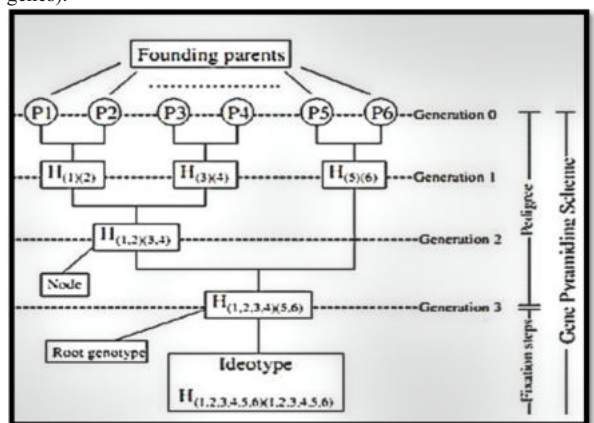 genes).
Founding parents
P1 P2 P3 P4 P5 P6 Generation 0
H(1)(2) H(3)(4) H(5)(6) Generation 1
H(1,2)(3,4) Generation 2
Node
H(1,2,3,4)(5,6) Generation 3
Root genotype
Ideotype
H(1,2,3,4,5,6)(1,2,3,4,5,6)
Pedigree
Fixation steps
Gene Pyramiding Scheme